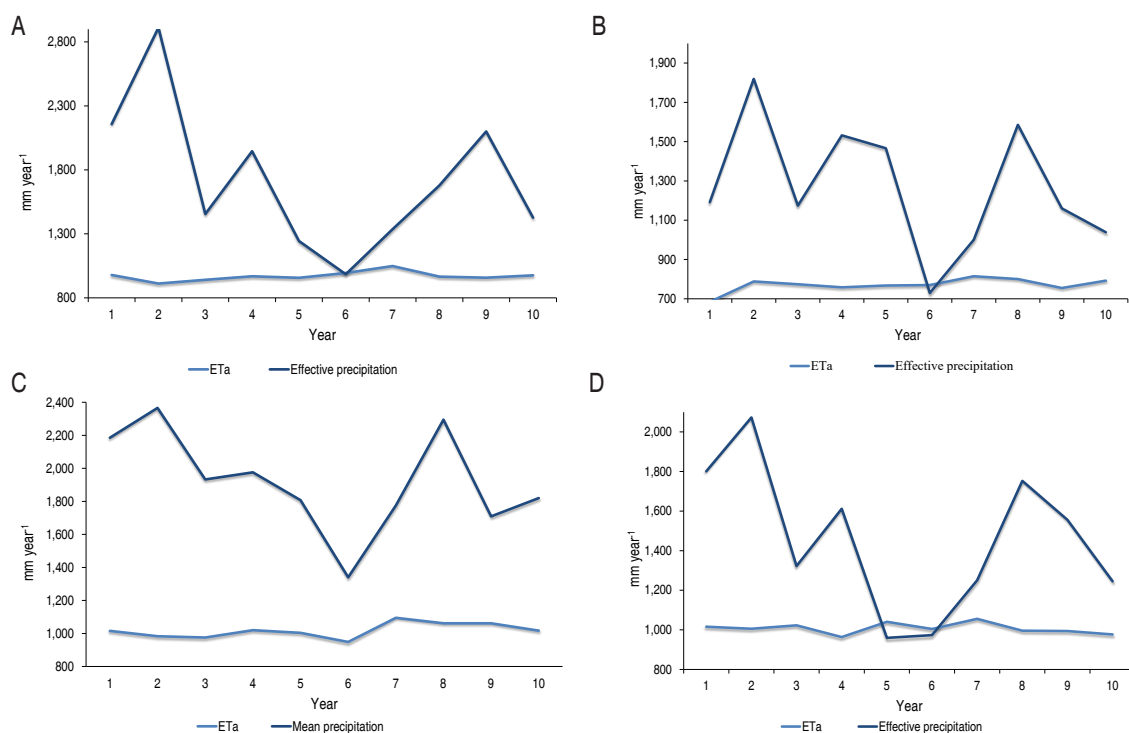 A
2,800
2,300
1,800
1,300
800
mm year-1
1 2 3 4 5 6 7 8 9 10
Year
ETa Effective precipitation
B
1,900
1,700
1,500
1,300
1,100
900
700
mm year-1
1 2 3 4 5 6 7 8 9 10
Year
ETa Effective precipitation
C
2,400
2,200
2,000
1,800
1,600
1,400
1,200
1,000
800
mm year-1
1 2 3 4 5 6 7 8 9 10
Year
ETa Mean precipitation
D
2,000
1,800
1,600
1,400
1,200
1,000
800
mm year-1
1 2 3 4 5 6 7 8 9 10
Year
ETa Effective precipitation